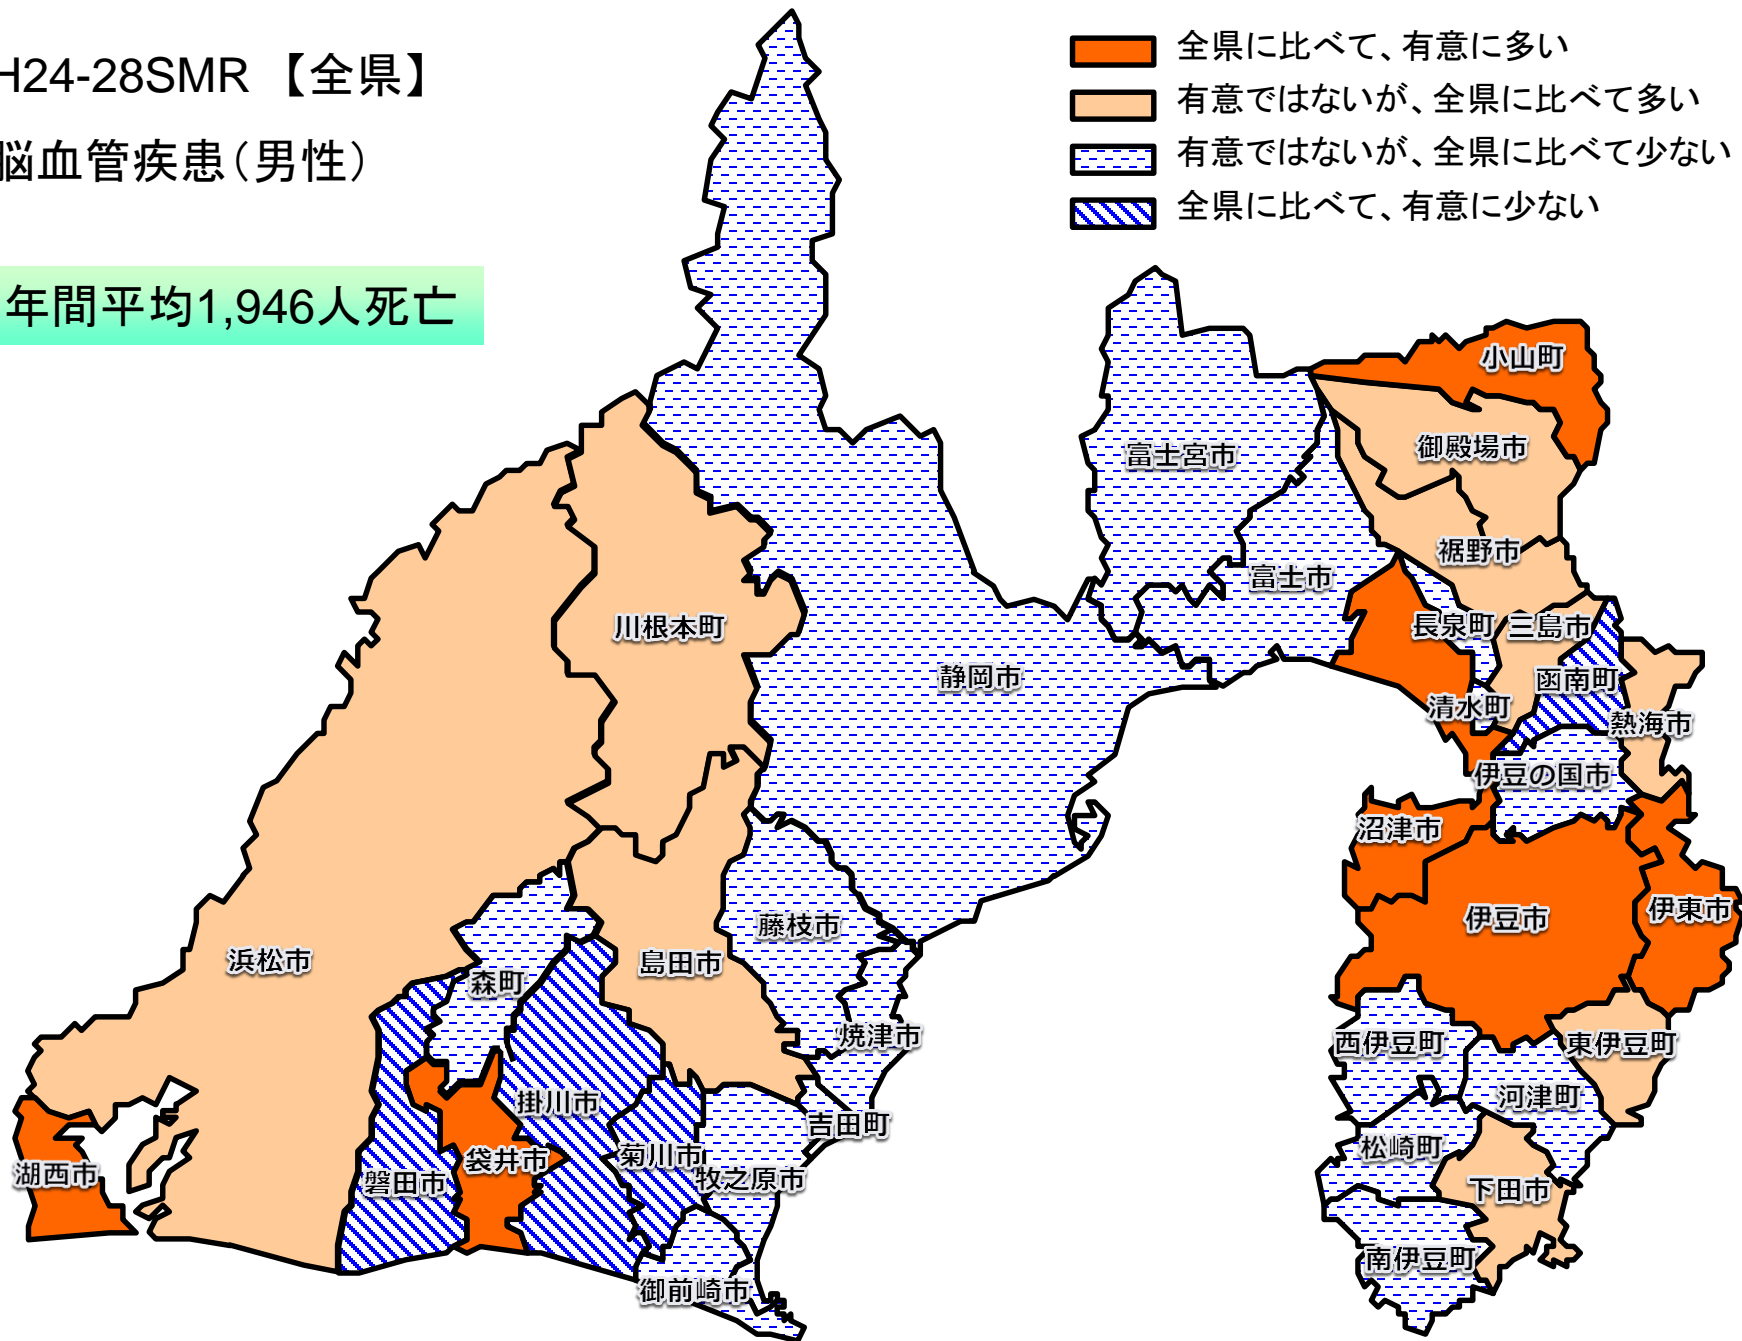 H24-28SMR 【全県】
脳血管疾患（男性）
年間平均1,946人死亡
全県に比べて、有意に多い
有意ではないが、全県に比べて多い
有意ではないが、全県に比べて少ない
全県に比べて、有意に少ない
小山町
御殿場市
富士宮市
裾野市
富士市
川根本町
長泉町
三島市
静岡市
函南町
清水町
熱海市
伊豆の国市
沼津市
藤枝市
伊豆市
伊東市
浜松市
島田市
森町
焼津市
西伊豆町
東伊豆町
掛川市
河津町
吉田町
袋井市
菊川市
松崎町
湖西市
磐田市
牧之原市
下田市
南伊豆町
御前崎市